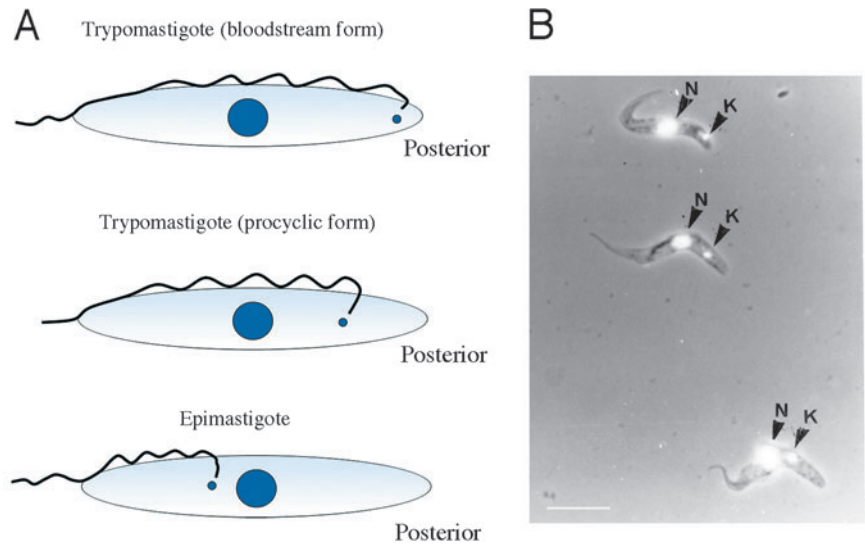 A
Trypomastigote (bloodstream form)
Posterior
Trypomastigote (procyclic form)
Posterior
Epimastigote
Posterior
B
N
K
N
K
N
K